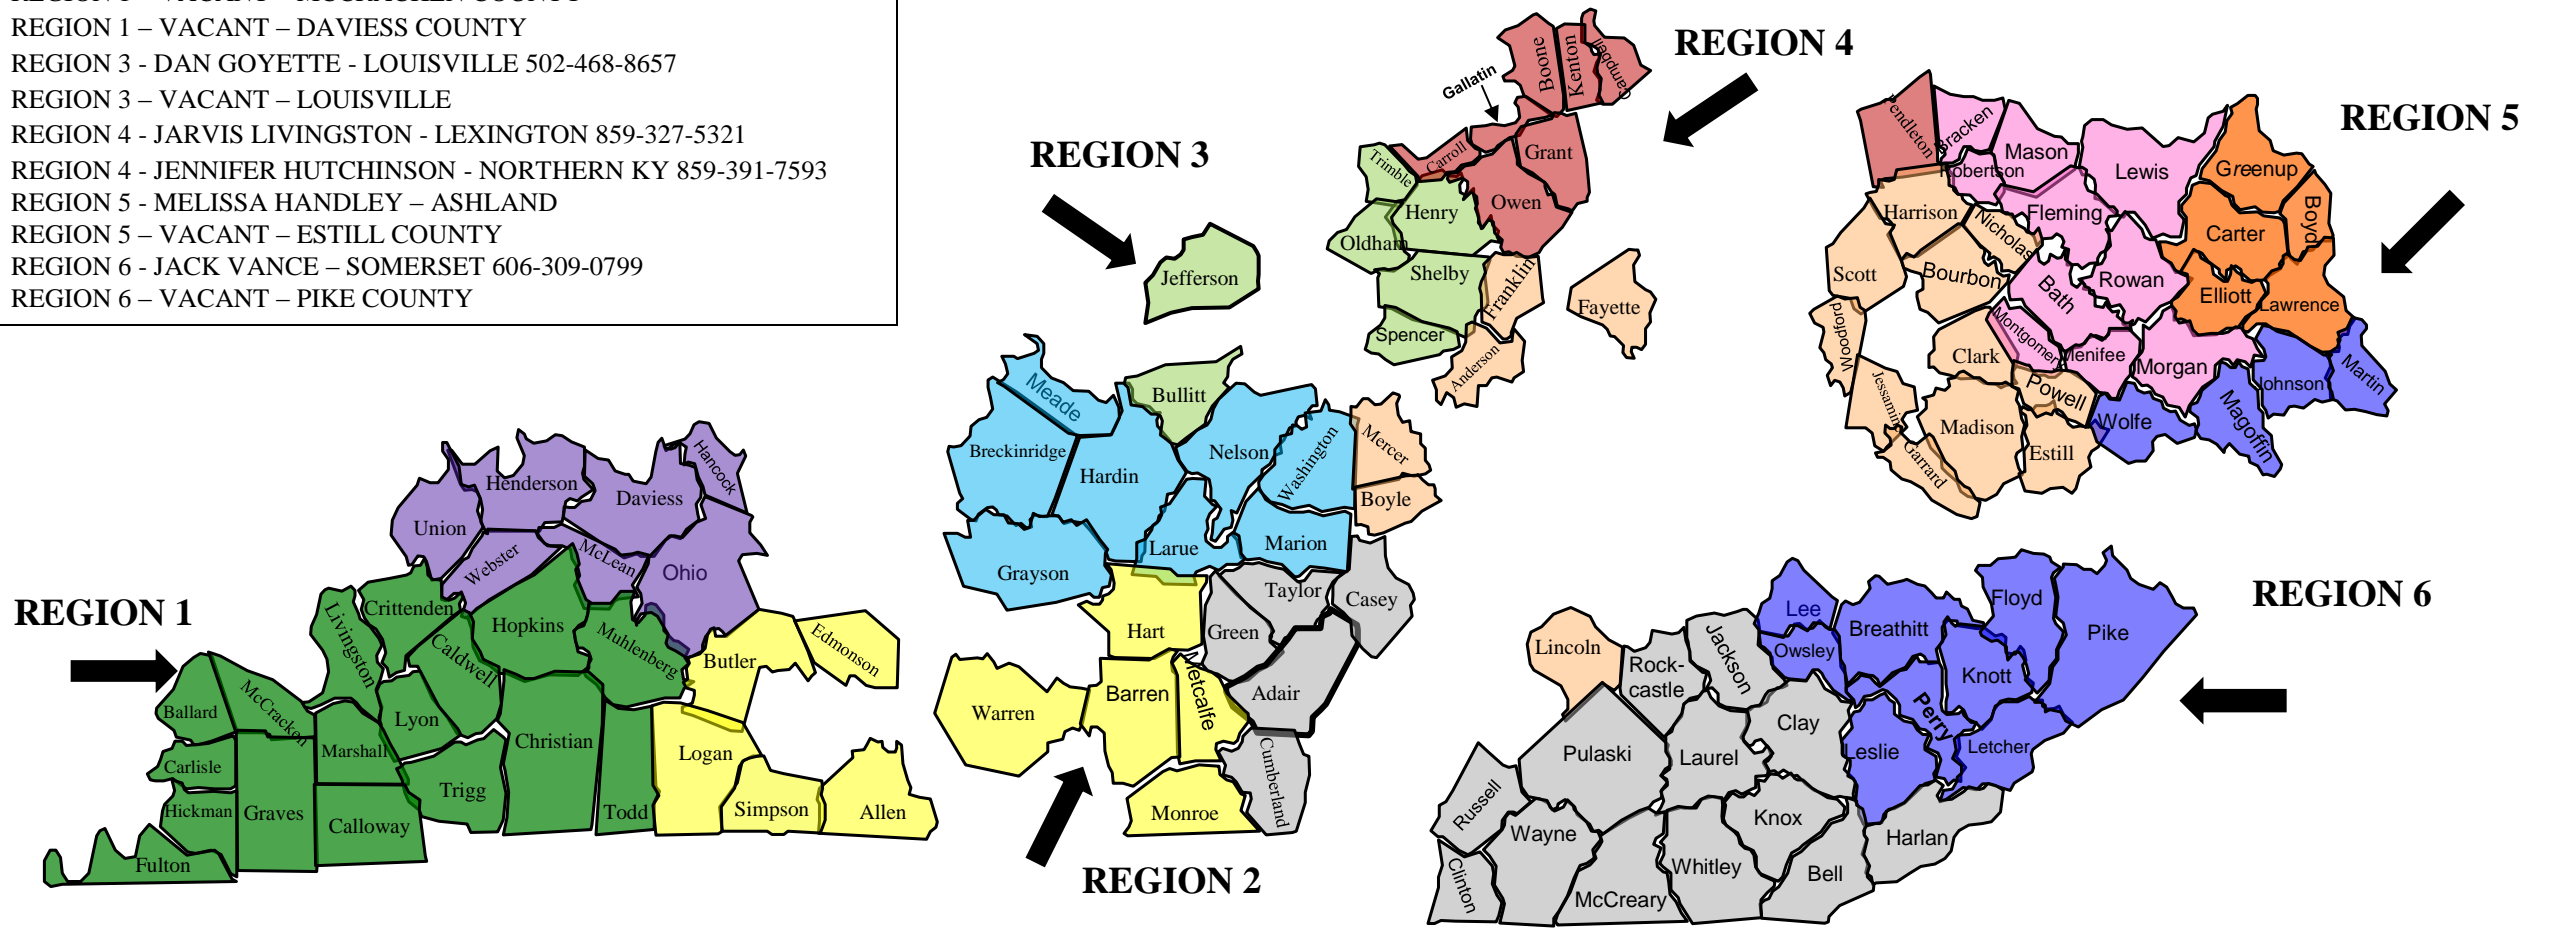 REGION 1 – VACANT – DAVIESS COUNTY
REGION 3 - DAN GOYETTE - LOUISVILLE 502-468-8657
REGION 3 – VACANT – LOUISVILLE
REGION 4 - JARVIS LIVINGSTON - LEXINGTON 859-327-5321
REGION 4 - JENNIFER HUTCHINSON - NORTHERN KY 859-391-7593
REGION 5 - MELISSA HANDLEY – ASHLAND
REGION 5 – VACANT – ESTILL COUNTY
REGION 6 - JACK VANCE – SOMERSET 606-309-0799
REGION 6 – VACANT – PIKE COUNTY
REGION 1
Hancock
Henderson
Daviess
Union
Webster
McLean
Ohio
Crittenden
Livingston
Hopkins
Caldwell
Muhlenberg
Butler
Edmonson
Ballard
McCracken
Lyon
Marshall
Christian
Logan
Carlisle
Trigg
Hickman
Graves
Calloway
Todd
Simpson
Allen
Fulton
REGION 3
Jefferson
Trimble
Henry
Oldham
Shelby
Spencer
Bullitt
Meade
Breckinridge
Hardin
Nelson
Washington
Larue
Marion
Grayson
Mercer
Boyle
Hart
Taylor
Casey
Green
Adair
Warren
Barren
Metcalfe
Monroe
Cumberland
REGION 2
REGION 4
Boone
Kenton
Campbell
Gallatin
Carroll
Grant
Owen
Franklin
Anderson
Fayette
REGION 5
Pendleton
Bracken
Mason
Robertson
Lewis
Greenup
Harrison
Fleming
Boyd
Nicholas
Carter
Scott
Bourbon
Bath
Rowan
Elliott
Lawrence
Woodford
Montgomery
Clark
Menifee
Morgan
Johnson
Martin
Jessamine
Powell
Madison
Wolfe
Magoffin
Estill
Garrard
REGION 6
Lee
Floyd
Lincoln
Rock-
castle
Jackson
Owsley
Breathitt
Pike
Knott
Perry
Clay
Pulaski
Laurel
Leslie
Letcher
Russell
Wayne
Knox
Harlan
Clinton
McCreary
Whitley
Bell